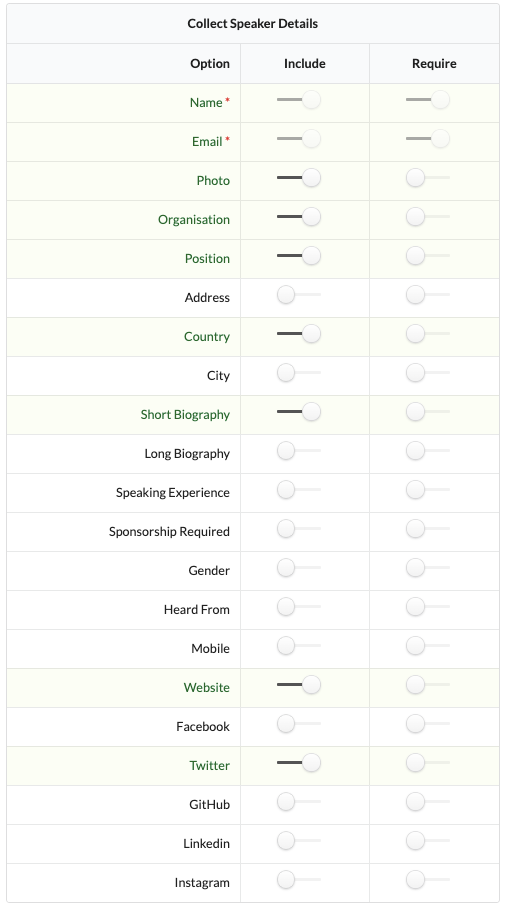 Collect Speaker Details
Option Include Require
Name *
Email *
Photo
Organisation
Position
Address
Country
City
Short Biography
Long Biography
Speaking Experience
Sponsorship Required
Gender
Heard From
Mobile
Website
Facebook
Twitter
GitHub
Linkedin
Instagram